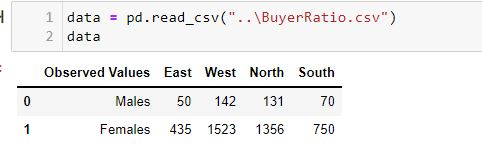 1 data = pd.read_csv("..\BuyerRatio.csv")
2 data
Observed Values East West North South
0 Males 50 142 131 70
1 Females 435 1523 1356 750